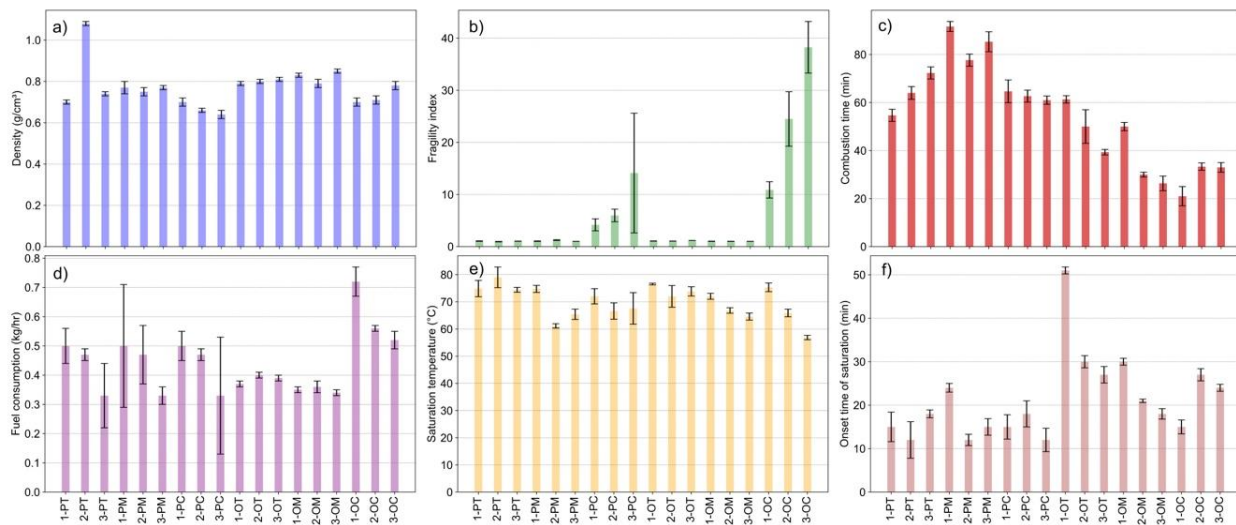 a)
Density (g/cm³)
1.0
0.8
0.6
0.4
0.2
0.0
b)
Fragility index
40
30
20
10
0
c)
Combustion time (min)
80
60
40
20
0
d)
Fuel consumption (kg/hr)
0.8
0.7
0.6
0.5
0.4
0.3
0.2
0.1
0.0
1-PT 2-PT 3-PT 1-PM 2-PM 3-PM 1-PC 2-PC 3-PC 1-OT 2-OT 3-OT 1-OM 2-OM 3-OM 1-OC 2-OC 3-OC
e)
Saturation temperature (°C)
80
70
60
50
40
30
20
10
0
1-PT 2-PT 3-PT 1-PM 2-PM 3-PM 1-PC 2-PC 3-PC 1-OT 2-OT 3-OT 1-OM 2-OM 3-OM 1-OC 2-OC 3-OC
f)
Onset time of saturation (min)
50
40
30
20
10
0
1-PT 2-PT 3-PT 1-PM 2-PM 3-PM 1-PC 2-PC 3-PC 1-OT 2-OT 3-OT 1-OM 2-OM 3-OM 1-OC 2-OC 3-OC